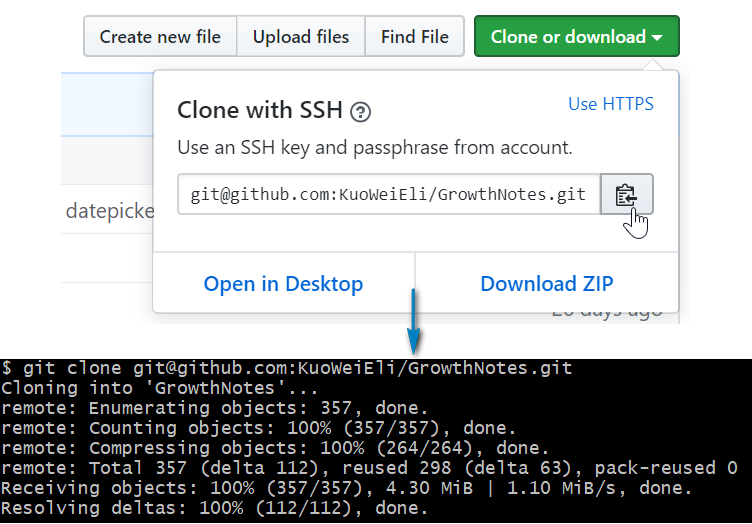 Create new file Upload files Find File Clone or download
Clone with SSH ? Use HTTPS
Use an SSH key and passphrase from account.
datepicke git@github.com:KuoWeiEli/GrowthNotes.git
Open in Desktop Download ZIP
days ago
$ git clone git@github.com:KuoWeiEli/GrowthNotes.git
Cloning into 'GrowthNotes'...
remote: Enumerating objects: 357, done.
remote: Counting objects: 100% (357/357), done.
remote: Compressing objects: 100% (264/264), done.
remote: Total 357 (delta 112), reused 298 (delta 63), pack-reused 0
Receiving objects: 100% (357/357), 4.30 MiB | 1.10 MiB/s, done.
Resolving deltas: 100% (112/112), done.